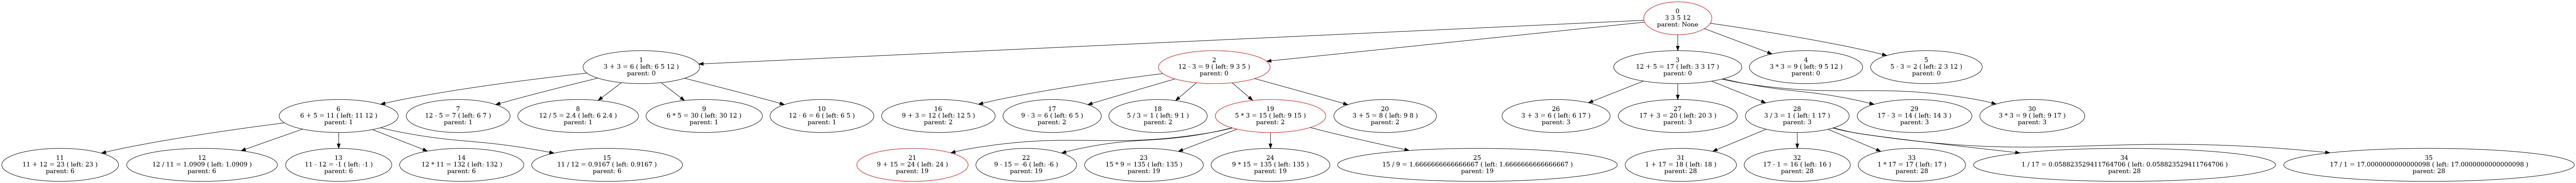 0
3 3 5 12
parent: None
1
3 + 3 = 6 ( left: 6 5 12 )
parent: 0
2
12 - 3 = 9 ( left: 9 3 5 )
parent: 0
3
12 + 5 = 17 ( left: 3 3 17 )
parent: 0
4
3 * 3 = 9 ( left: 9 5 12 )
parent: 0
5
5 - 3 = 2 ( left: 2 3 12 )
parent: 0
6
6 + 5 = 11 ( left: 11 12 )
parent: 1
7
12 - 5 = 7 ( left: 6 7 )
parent: 1
8
12 / 5 = 2.4 ( left: 6 2.4 )
parent: 1
9
6 * 5 = 30 ( left: 30 12 )
parent: 1
10
12 - 6 = 6 ( left: 6 5 )
parent: 1
16
9 + 3 = 12 ( left: 12 5 )
parent: 2
17
9 - 3 = 6 ( left: 6 5 )
parent: 2
18
5 / 3 = 1 ( left: 9 1 )
parent: 2
19
5 * 3 = 15 ( left: 9 15 )
parent: 2
20
3 + 5 = 8 ( left: 9 8 )
parent: 2
26
3 + 3 = 6 ( left: 6 17 )
parent: 3
27
17 + 3 = 20 ( left: 20 3 )
parent: 3
28
3 / 3 = 1 ( left: 1 17 )
parent: 3
29
17 - 3 = 14 ( left: 14 3 )
parent: 3
30
3 * 3 = 9 ( left: 9 17 )
parent: 3
11
11 + 12 = 23 ( left: 23 )
parent: 6
12
12 / 11 = 1.0909 ( left: 1.0909 )
parent: 6
13
11 - 12 = -1 ( left: -1 )
parent: 6
14
12 * 11 = 132 ( left: 132 )
parent: 6
15
11 / 12 = 0.9167 ( left: 0.9167 )
parent: 6
21
9 + 15 = 24 ( left: 24 )
parent: 19
22
9 - 15 = -6 ( left: -6 )
parent: 19
23
15 * 9 = 135 ( left: 135 )
parent: 19
24
9 * 15 = 135 ( left: 135 )
parent: 19
25
15 / 9 = 1.6666666666666667 ( left: 1.6666666666666667 )
parent: 19
31
1 + 17 = 18 ( left: 18 )
parent: 28
32
17 - 1 = 16 ( left: 16 )
parent: 28
33
1 * 17 = 17 ( left: 17 )
parent: 28
34
1 / 17 = 0.058823529411764706 ( left: 0.058823529411764706 )
parent: 28
35
17 / 1 = 17.0000000000000098 ( left: 17.0000000000000098 )
parent: 28